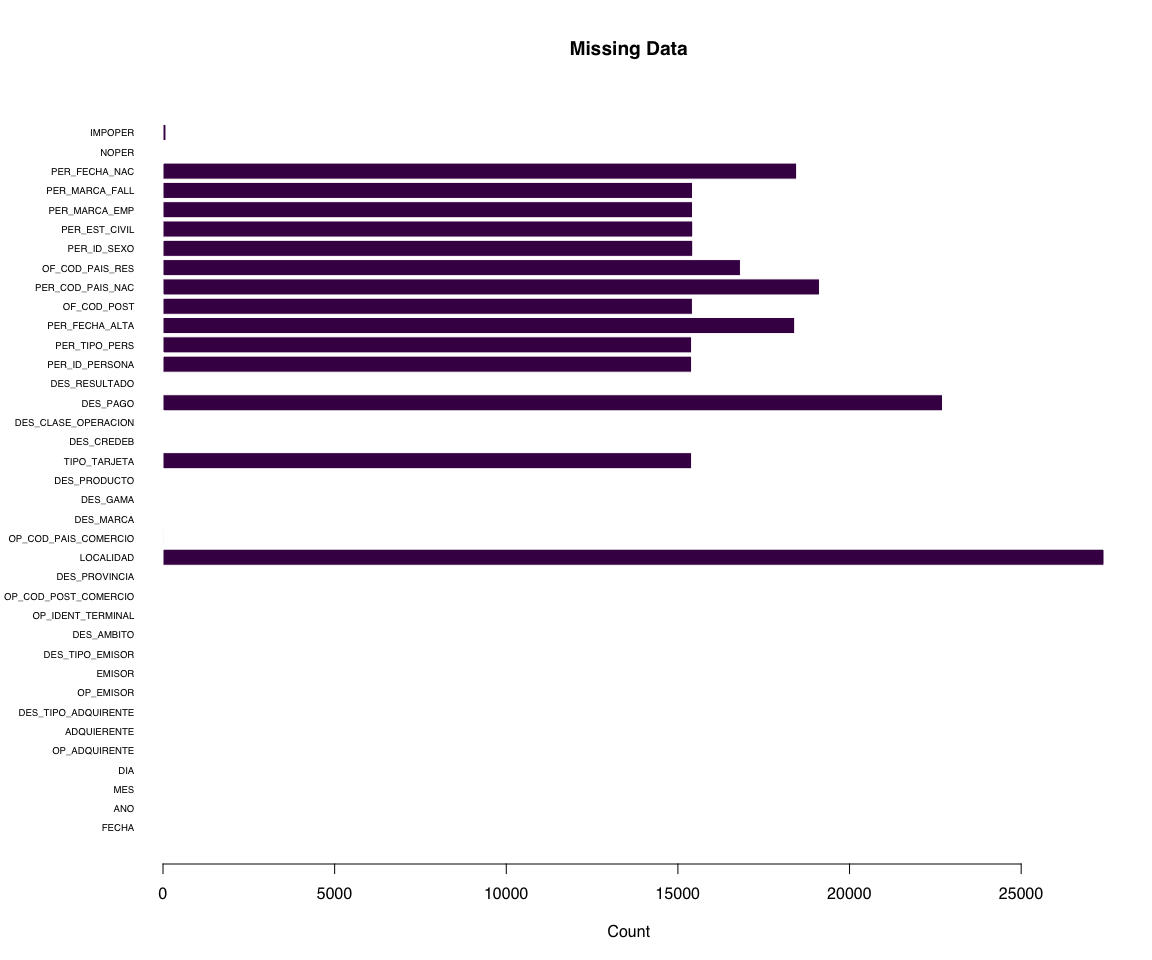 Missing Data
IMPOPER
NOPER
PER_FECHA_NAC
PER_MARCA_FALL
PER_MARCA_EMP
PER_EST_CIVIL
PER_ID_SEXO
OF_COD_PAIS_RES
PER_COD_PAIS_NAC
OF_COD_POST
PER_FECHA_ALTA
PER_TIPO_PERS
PER_ID_PERSONA
DES_RESULTADO
DES_PAGO
DES_CLASE_OPERACION
DES_CREDEB
TIPO_TARJETA
DES_PRODUCTO
DES_GAMA
DES_MARCA
OP_COD_PAIS_COMERCIO
LOCALIDAD
DES_PROVINCIA
OP_COD_POST_COMERCIO
OP_IDENT_TERMINAL
DES_AMBITO
DES_TIPO_EMISOR
EMISOR
OP_EMISOR
DES_TIPO_ADQUIRENTE
ADQUIERENTE
OP_ADQUIRENTE
DIA
MES
ANO
FECHA
0 5000 10000 15000 20000 25000
Count